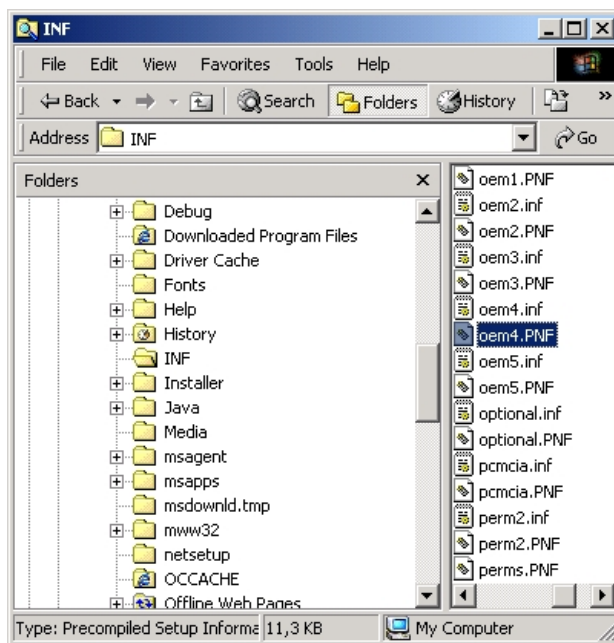 INF
File Edit View Favorites Tools Help
Back Search Folders History »
Address INF Go
Folders
Debug
Downloaded Program Files
Driver Cache
Fonts
Help
History
INF
Installer
Java
Media
msagent
msapps
msdownld.tmp
mww32
netsetup
OCCACHE
Offline Web Pages
oem1.PNF
oem2.inf
oem2.PNF
oem3.inf
oem3.PNF
oem4.inf
oem4.PNF
oem5.inf
oem5.PNF
optional.inf
optional.PNF
pcmcia.inf
pcmcia.PNF
perm2.inf
perm2.PNF
perms.PNF
Type: Precompiled Setup Informa 11,3 KB My Computer